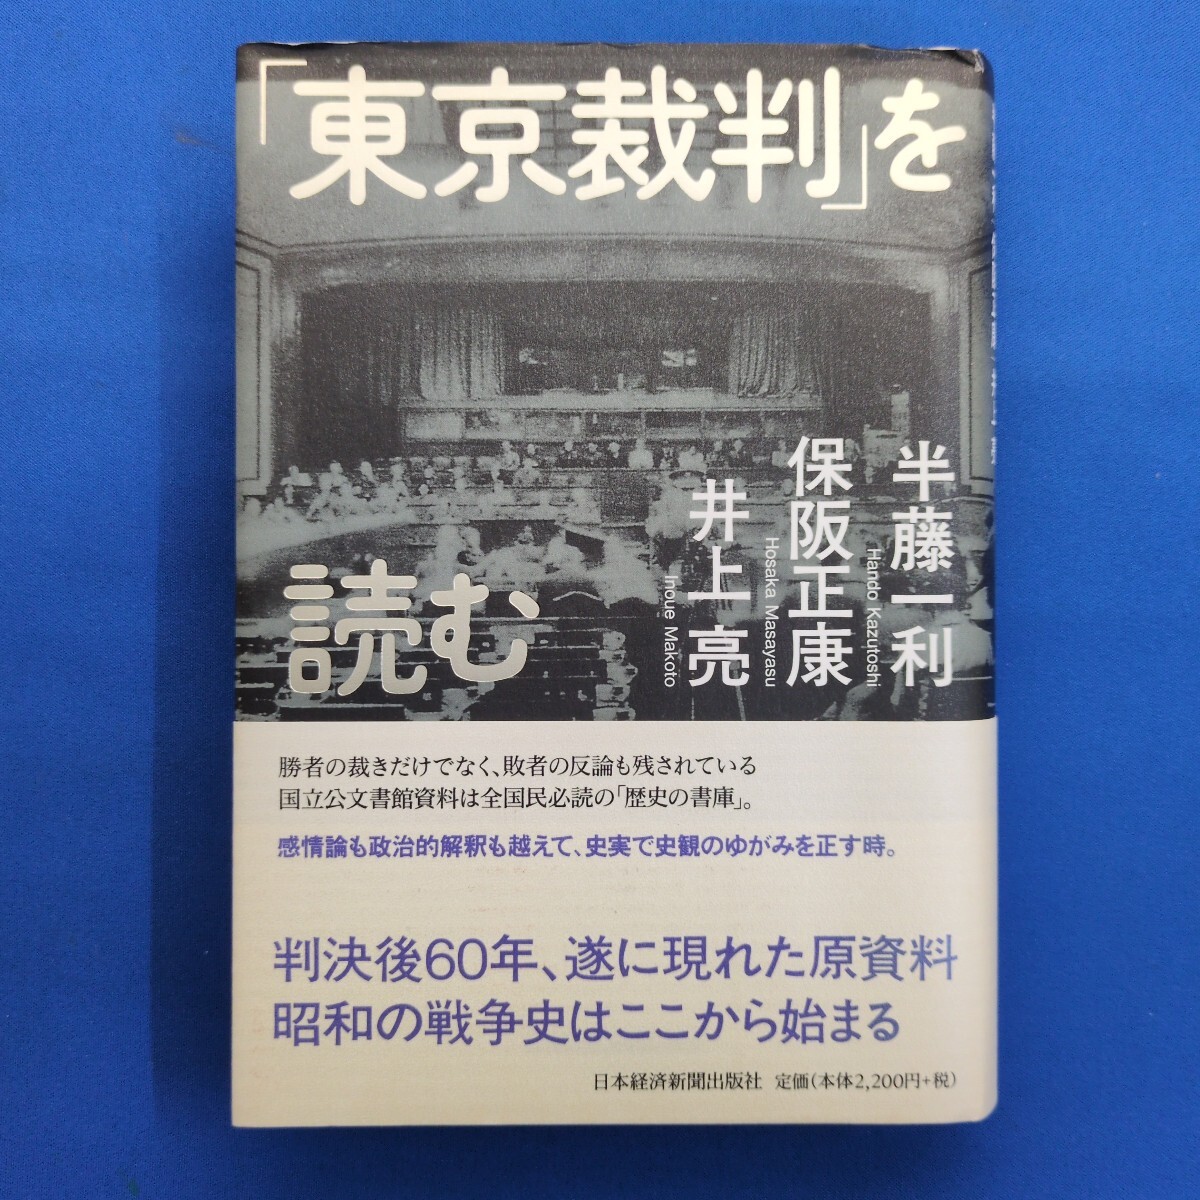 「東京裁判」を
読む
半藤一利
Hando Kazutoshi
保阪正康
Hosaka Masayasu
井上亮
Inoue Makoto
勝者の裁きだけでなく、敗者の反論も残されている
国立公文書館資料は全国民必読の「歴史の書庫」。
感情論も政治的解釈も越えて、史実で史観のゆがみを正す時。
判決後60年、遂に現れた原資料
昭和の戦争史はここから始まる
日本経済新聞出版社 定価(本体2,200円+税)